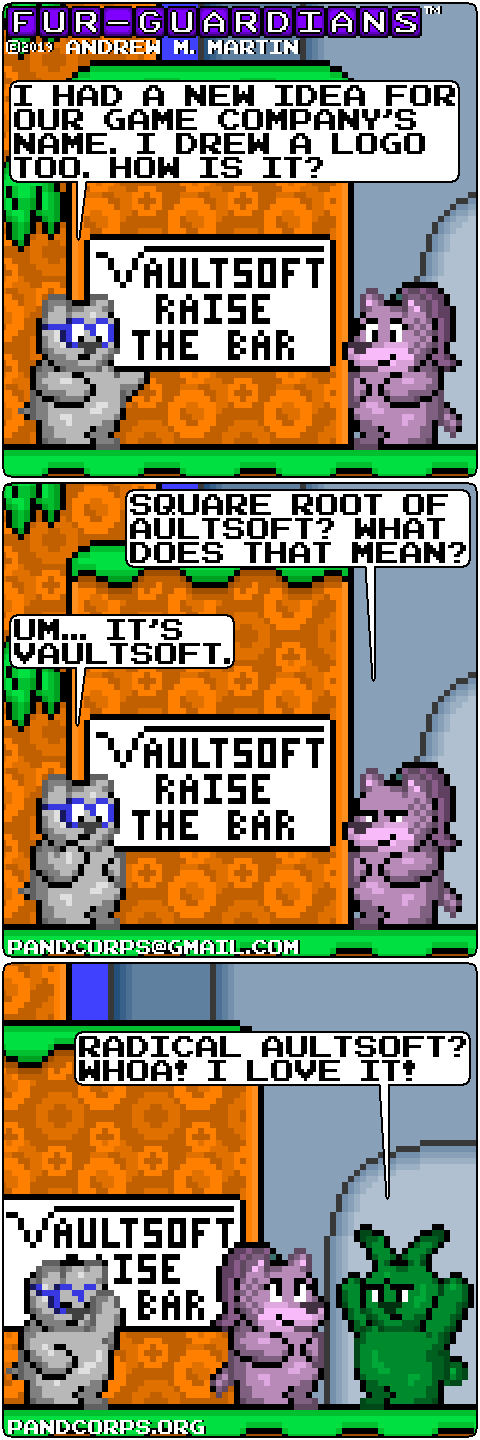 FUR-GUARDIANS™
©2019 ANDREW M. MARTIN
I HAD A NEW IDEA FOR
OUR GAME COMPANY'S
NAME. I DREW A LOGO
TOO. HOW IS IT?
√AULTSOFT
RAISE
THE BAR
SQUARE ROOT OF
AULTSOFT? WHAT
DOES THAT MEAN?
UM... IT'S
VAULTSOFT.
√AULTSOFT
RAISE
THE BAR
PANDCORPS@GMAIL.COM
RADICAL AULTSOFT?
WHOA! I LOVE IT!
√AULTSOFT
AISE
BAR
PANDCORPS.ORG